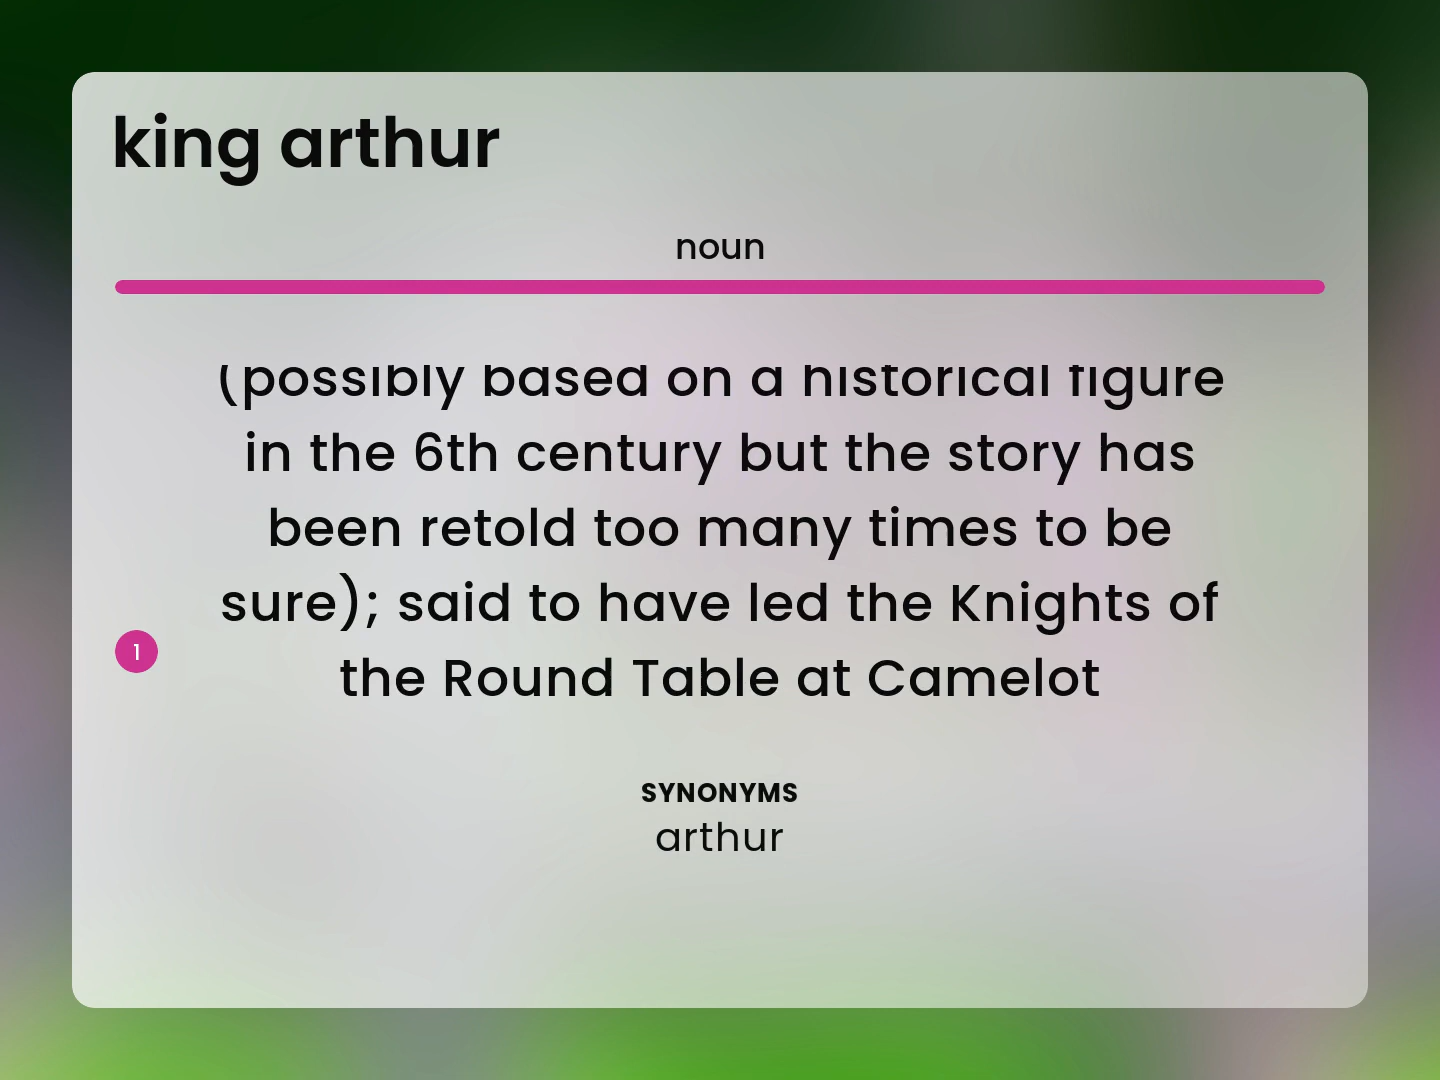 king arthur
noun
(possibly based on a historical figure
in the 6th century but the story has
been retold too many times to be
sure); said to have led the Knights of
the Round Table at Camelot
1
SYNONYMS
arthur